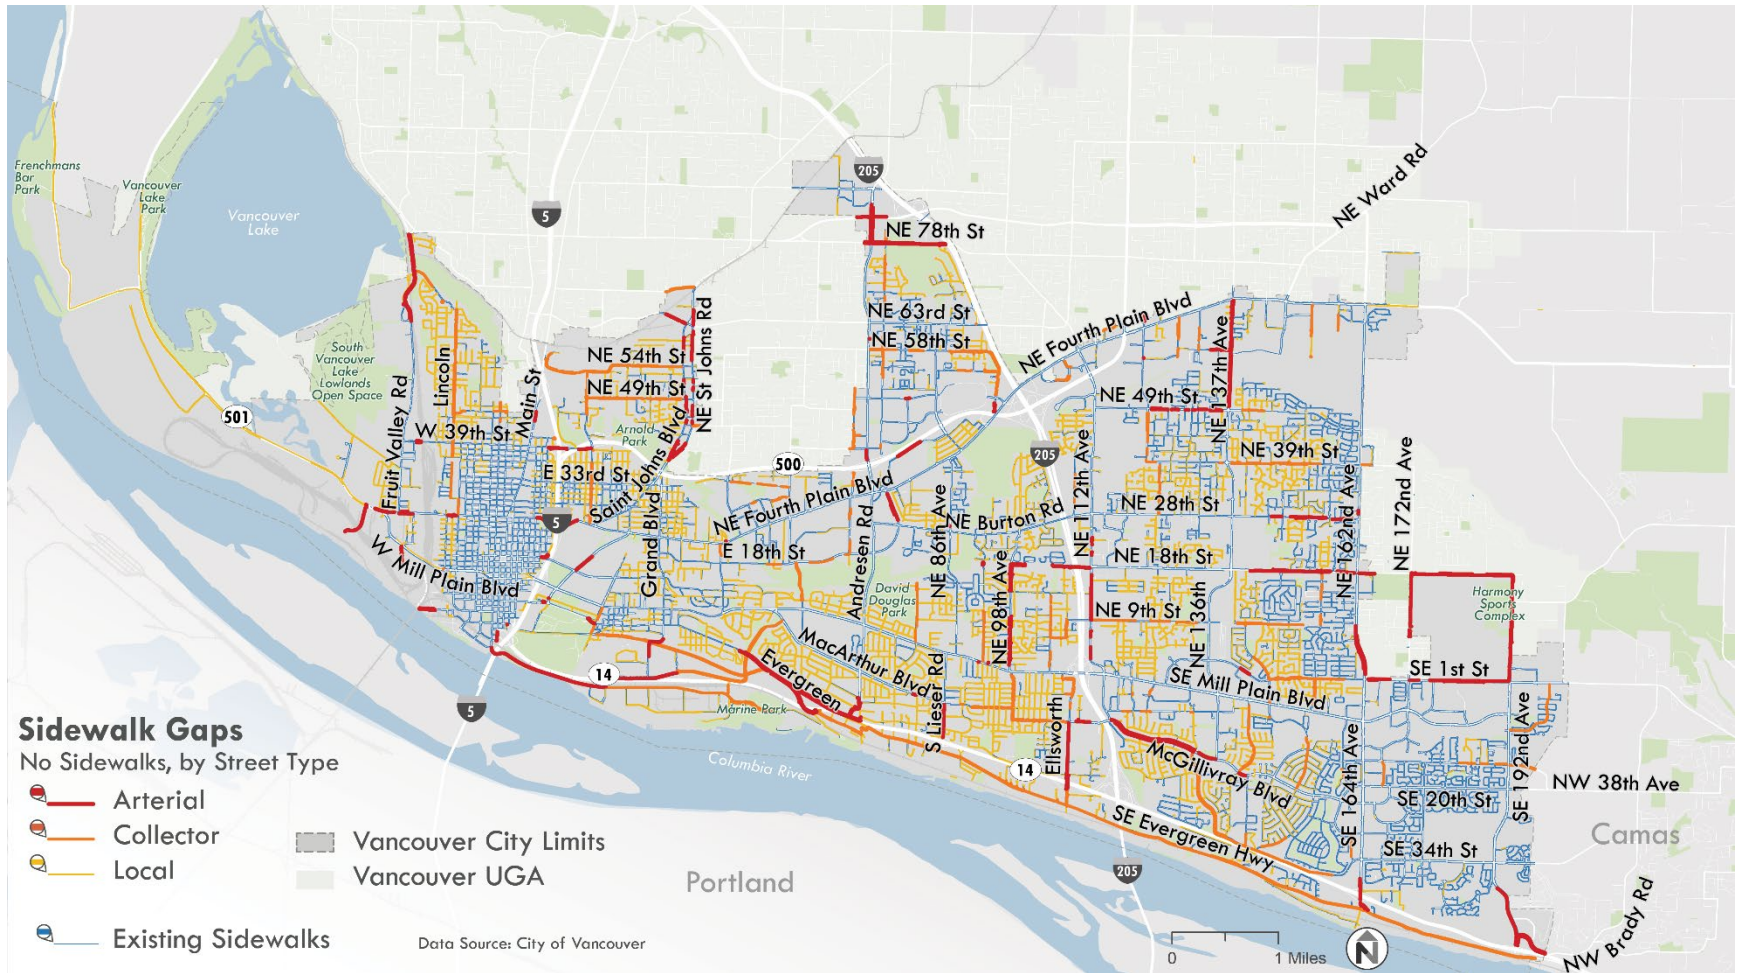 NE Ward Rd
205
Frenchmans
Bar
Park
Vancouver
Lake
Park
Vancouver
Lake
5
NE 78th St
NE 63rd St
NE 58th St
NE Fourth Plain Blvd
NE St Johns Rd
NE 54th St
NE 49th St
South
Vancouver
Lake
Lowlands
Open Space
Lincoln
Main St
Fruit Valley Rd
NE 137th Ave
NE 49th St
501
W 39th St
Arnold
Park
Saint Johns Blvd
E 33rd St
500
205
NE 112th Ave
NE 39th St
NE 172nd Ave
NE 162nd Ave
NE 28th St
NE Fourth Plain Blvd
NE 86th Ave
NE Burton Rd
Andresen Rd
Grand Blvd
5
E 18th St
NE 18th St
W Mill Plain Blvd
David
Douglas
Park
NE 98th Ave
NE 9th St
NE 136th Ave
Harmony
Sports
Complex
MacArthur Blvd
Evergreen
S Lieser Rd
SE Mill Plain Blvd
SE 1st St
14
5
Marine Park
Ellsworth
SE 192nd Ave
SE 164th Ave
McGillivray Blvd
Columbia River
14
NW 38th Ave
SE 20th St
SE Evergreen Hwy
SE 34th St
Camas
205
Portland
NW Brady Rd
Sidewalk Gaps
No Sidewalks, by Street Type
Arterial
Collector
Local
Existing Sidewalks
Vancouver City Limits
Vancouver UGA
Data Source: City of Vancouver
0
1 Miles
N